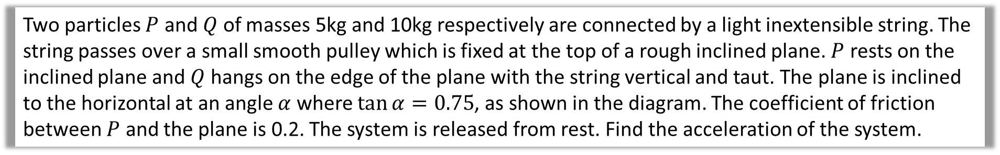 Two particles P and Q of masses 5kg and 10kg respectively are connected by a light inextensible string. The
string passes over a small smooth pulley which is fixed at the top of a rough inclined plane. P rests on the
inclined plane and Q hangs on the edge of the plane with the string vertical and taut. The plane is inclined
to the horizontal at an angle α where tan α = 0.75, as shown in the diagram. The coefficient of friction
between P and the plane is 0.2. The system is released from rest. Find the acceleration of the system.